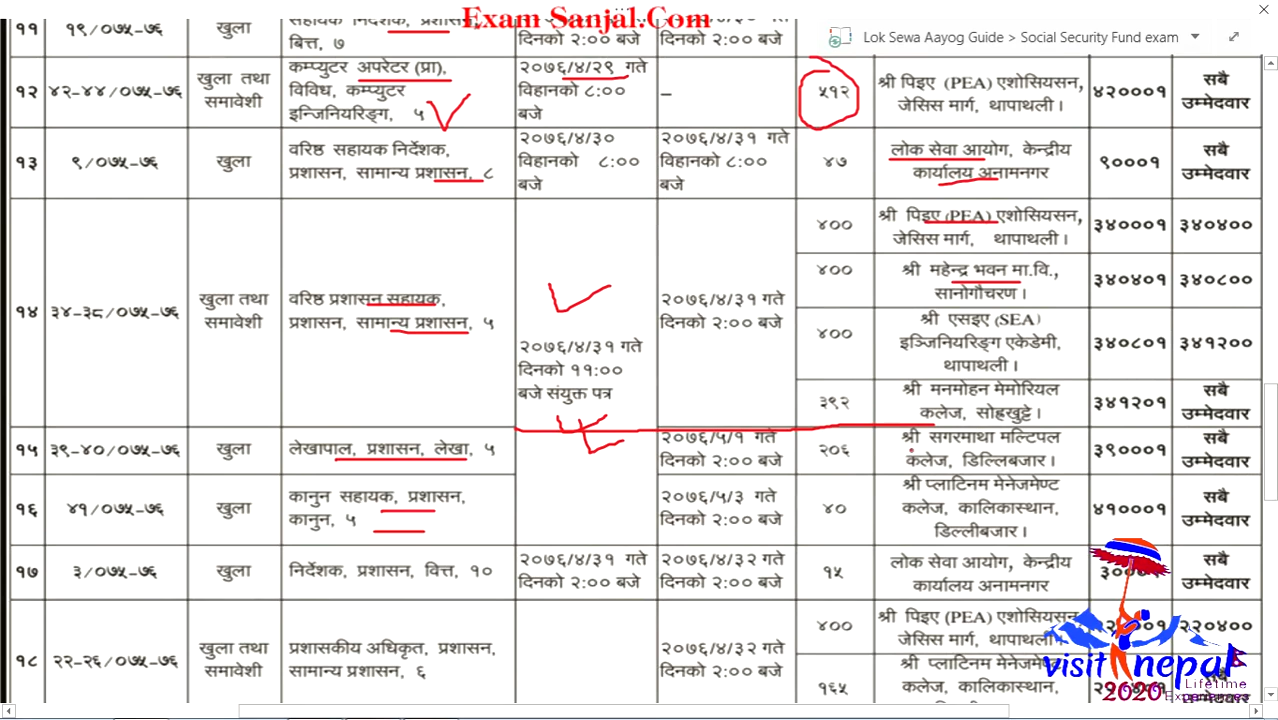 Exam Sanjal.Com
Lok Sewa Aayog Guide > Social Security Fund exam
११ १९/०७५-७६ खुला सहायक निर्देशक, प्रशासन,
वित्त, ७
दिनको २:०० बजे दिनको २:०० बजे
१२ ४२-४४/०७५-७६ खुला तथा
समावेशी
कम्प्युटर अपरेटर (प्रा),
विविध, कम्प्युटर
इन्जिनियरिङ्ग, ५
२०७६/४/२९ गते
विहानको ८:००
बजे
–
५१२
श्री पिइए (PEA) एशोसियसन,
जेसिस मार्ग, थापाथली।
४२०००१ सबै
उम्मेदवार
१३ ९/०७५-७६ खुला
वरिष्ठ सहायक निर्देशक,
प्रशासन, सामान्य प्रशासन, ८
२०७६/४/३०
विहानको ८:००
बजे
२०७६/४/३१ गते
विहानको ८:००
बजे
४७
लोक सेवा आयोग, केन्द्रीय
कार्यालय अनामनगर
९०००१ सबै
उम्मेदवार
१४ ३४-३८/०७५-७६ खुला तथा
समावेशी
वरिष्ठ प्रशासन सहायक,
प्रशासन, सामान्य प्रशासन, ५
२०७६/४/३१ गते
दिनको ११:००
बजे संयुक्त पत्र
२०७६/४/३१ गते
दिनको २:०० बजे
४००
श्री पिइए (PEA) एशोसियसन,
जेसिस मार्ग, थापाथली।
३४०००१ ३४०४००
४००
श्री महेन्द्र भवन मा.वि.,
सानोगौचरण।
३४०४०१ ३४०८००
४००
श्री एसइए (SEA)
इञ्जिनियरिङ्ग एकेडेमी,
थापाथली।
३४०८०१ ३४१२००
३९२
श्री मनमोहन मेमोरियल
कलेज, सोह्रखुट्टे।
३४१२०१ सबै
उम्मेदवार
१५ ३९-४०/०७५-७६ खुला लेखापाल, प्रशासन, लेखा, ५
२०७६/५/१ गते
दिनको २:०० बजे
२०६
श्री सगरमाथा मल्टिपल
कलेज, डिल्लिबजार।
३९०००१ सबै
उम्मेदवार
१६ ४१/०७५-७६ खुला
कानुन सहायक, प्रशासन,
कानुन, ५
२०७६/५/३ गते
दिनको २:०० बजे
४०
श्री प्लाटिनम मेनेजमेण्ट
कलेज, कालिकास्थान,
डिल्लीबजार।
४१०००१ सबै
उम्मेदवार
१७ ३/०७५-७६ खुला निर्देशक, प्रशासन, वित्त, १०
२०७६/४/३१ गते
दिनको २:०० बजे
२०७६/४/३२ गते
दिनको २:०० बजे
१५
लोक सेवा आयोग, केन्द्रीय
कार्यालय अनामनगर
सबै
उम्मेदवार
१८ २२-२६/०७५-७६ खुला तथा
समावेशी
प्रशासकीय अधिकृत, प्रशासन,
सामान्य प्रशासन, ६
२०७६/४/३२ गते
दिनको २:०० बजे
४००
श्री पिइए (PEA) एशोसियसन,
जेसिस मार्ग, थापाथली।
२२०४००
१६५
श्री प्लाटिनम मेनेजमेण्ट
कलेज, कालिकास्थान,
visit nepal
2020 Lifetime
Experiences